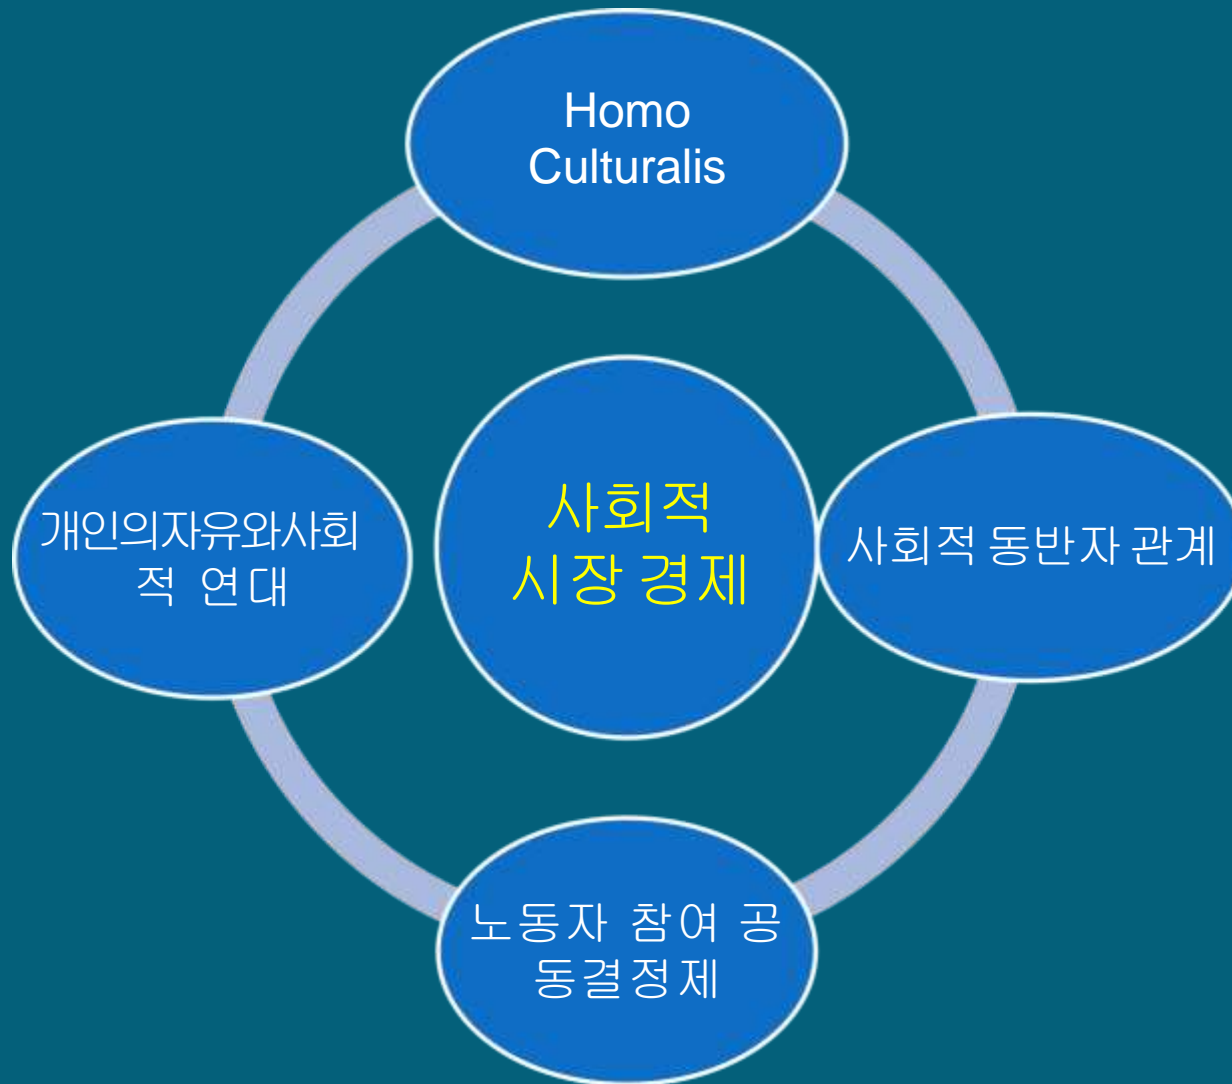 Homo
Culturalis
개인의자유와사회
적 연대
사회적
시장 경제
사회적 동반자 관계
노동자 참여 공
동결정제